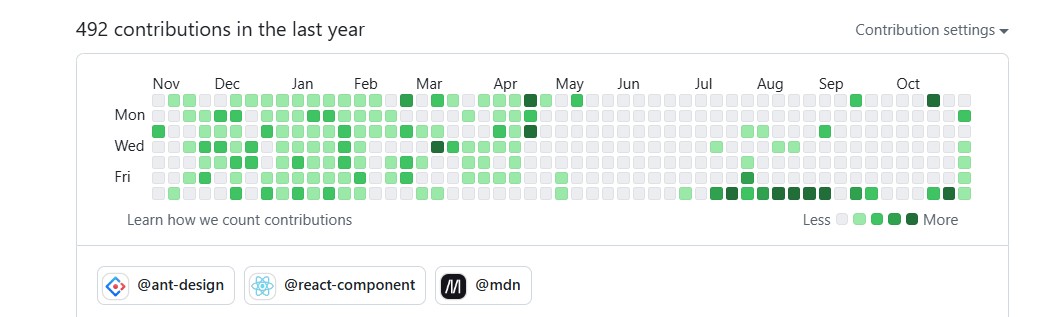 492 contributions in the last year
Contribution settings
Nov Dec Jan Feb Mar Apr May Jun Jul Aug Sep Oct
Mon
Wed
Fri
Learn how we count contributions
Less More
@ant-design @react-component @mdn